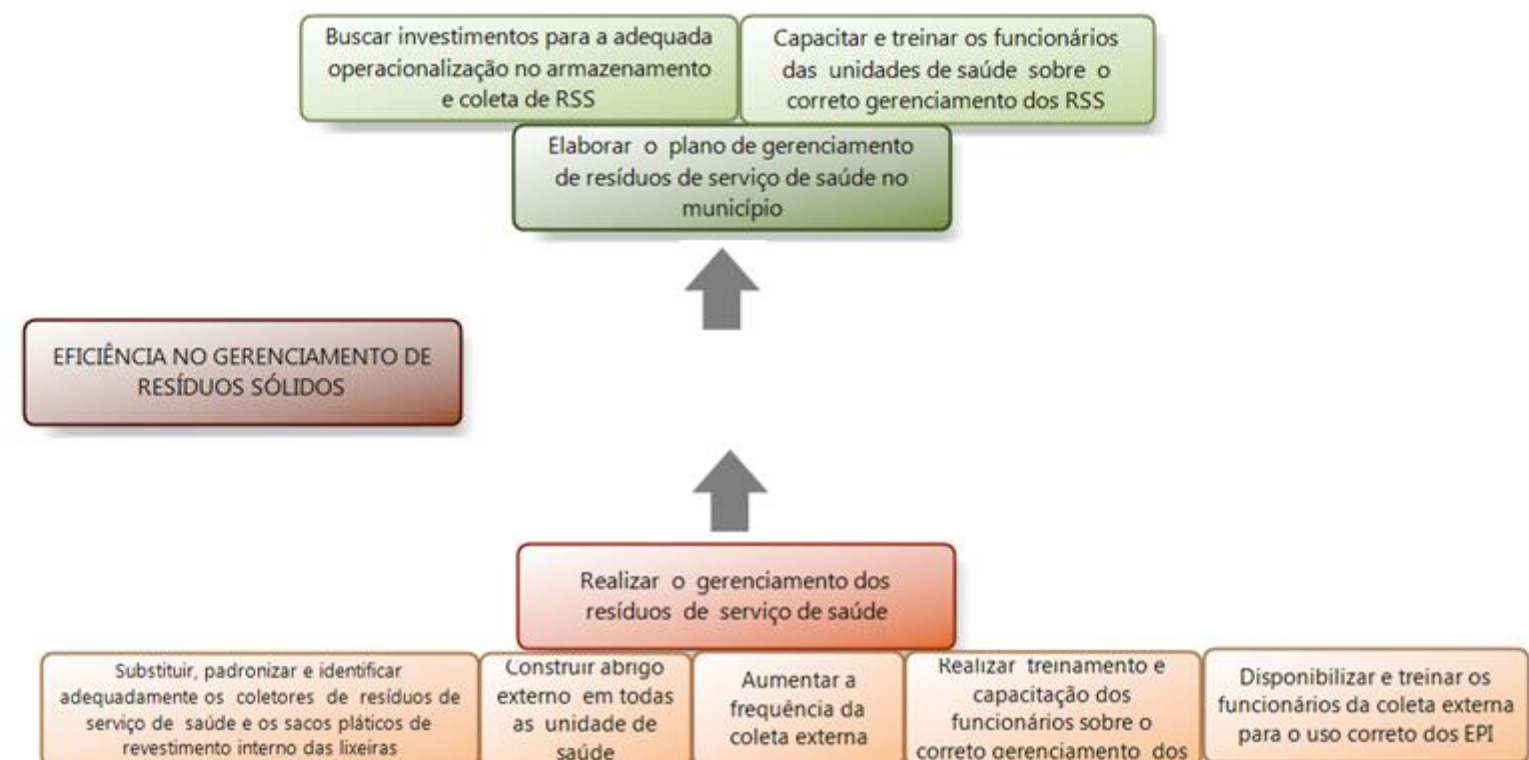 Buscar investimentos para a adequada
operacionalização no armazenamento
e coleta de RSS
Capacitar e treinar os funcionários
das unidades de saúde sobre o
correto gerenciamento dos RSS
Elaborar o plano de gerenciamento
de resíduos de serviço de saúde no
município
EFICIÊNCIA NO GERENCIAMENTO DE
RESÍDUOS SÓLIDOS
Realizar o gerenciamento dos
resíduos de serviço de saúde
Substituir, padronizar e identificar
adequadamente os coletores de resíduos de
serviço de saúde e os sacos pláticos de
revestimento interno das lixeiras
Construir abrigo
externo em todas
as unidade de
saúde
Aumentar a
frequência da
coleta externa
Realizar treinamento e
capacitação dos
funcionários sobre o
correto gerenciamento dos
Disponibilizar e treinar os
funcionários da coleta externa
para o uso correto dos EPI